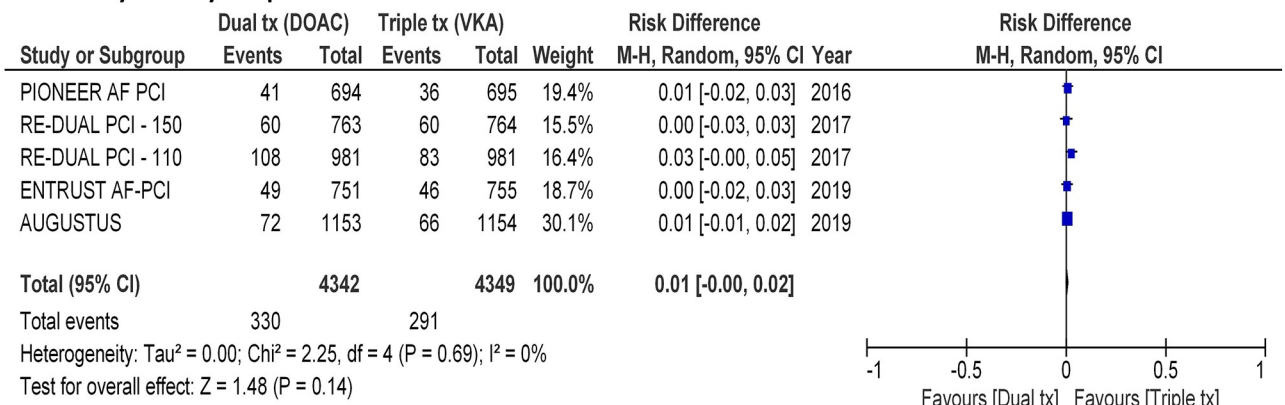 Dual tx (DOAC) Triple tx (VKA) Risk Difference Risk Difference
Study or Subgroup Events Total Events Total Weight M-H, Random, 95% CI Year M-H, Random, 95% CI
PIONEER AF PCI 41 694 36 695 19.4% 0.01 [-0.02, 0.03] 2016
RE-DUAL PCI - 150 60 763 60 764 15.5% 0.00 [-0.03, 0.03] 2017
RE-DUAL PCI - 110 108 981 83 981 16.4% 0.03 [-0.00, 0.05] 2017
ENTRUST AF-PCI 49 751 46 755 18.7% 0.00 [-0.02, 0.03] 2019
AUGUSTUS 72 1153 66 1154 30.1% 0.01 [-0.01, 0.02] 2019
Total (95% CI) 4342 4349 100.0% 0.01 [-0.00, 0.02]
Total events 330 291
Heterogeneity: Tau² = 0.00; Chi² = 2.25, df = 4 (P = 0.69); I² = 0%
Test for overall effect: Z = 1.48 (P = 0.14)
-1 -0.5 0 0.5 1
Favours [Dual tx] Favours [Triple tx]